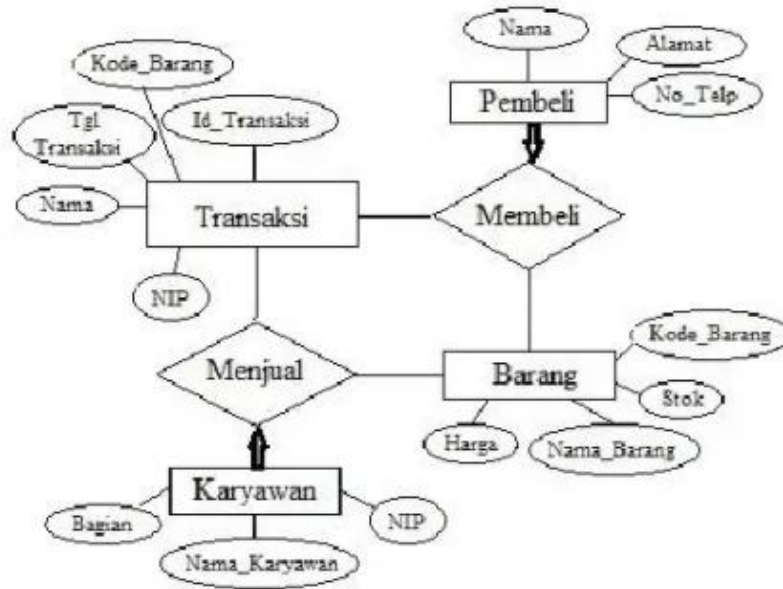 Nama
Alamat
No_Telp
Pembeli
Kode_Barang
Tgl
Transaksi
Id_Transaksi
Nama
Transaksi
NIP
Membeli
Menjual
Barang
Kode_Barang
Stok
Harga
Nama_Barang
Karyawan
Bagian
NIP
Nama_Karyawan